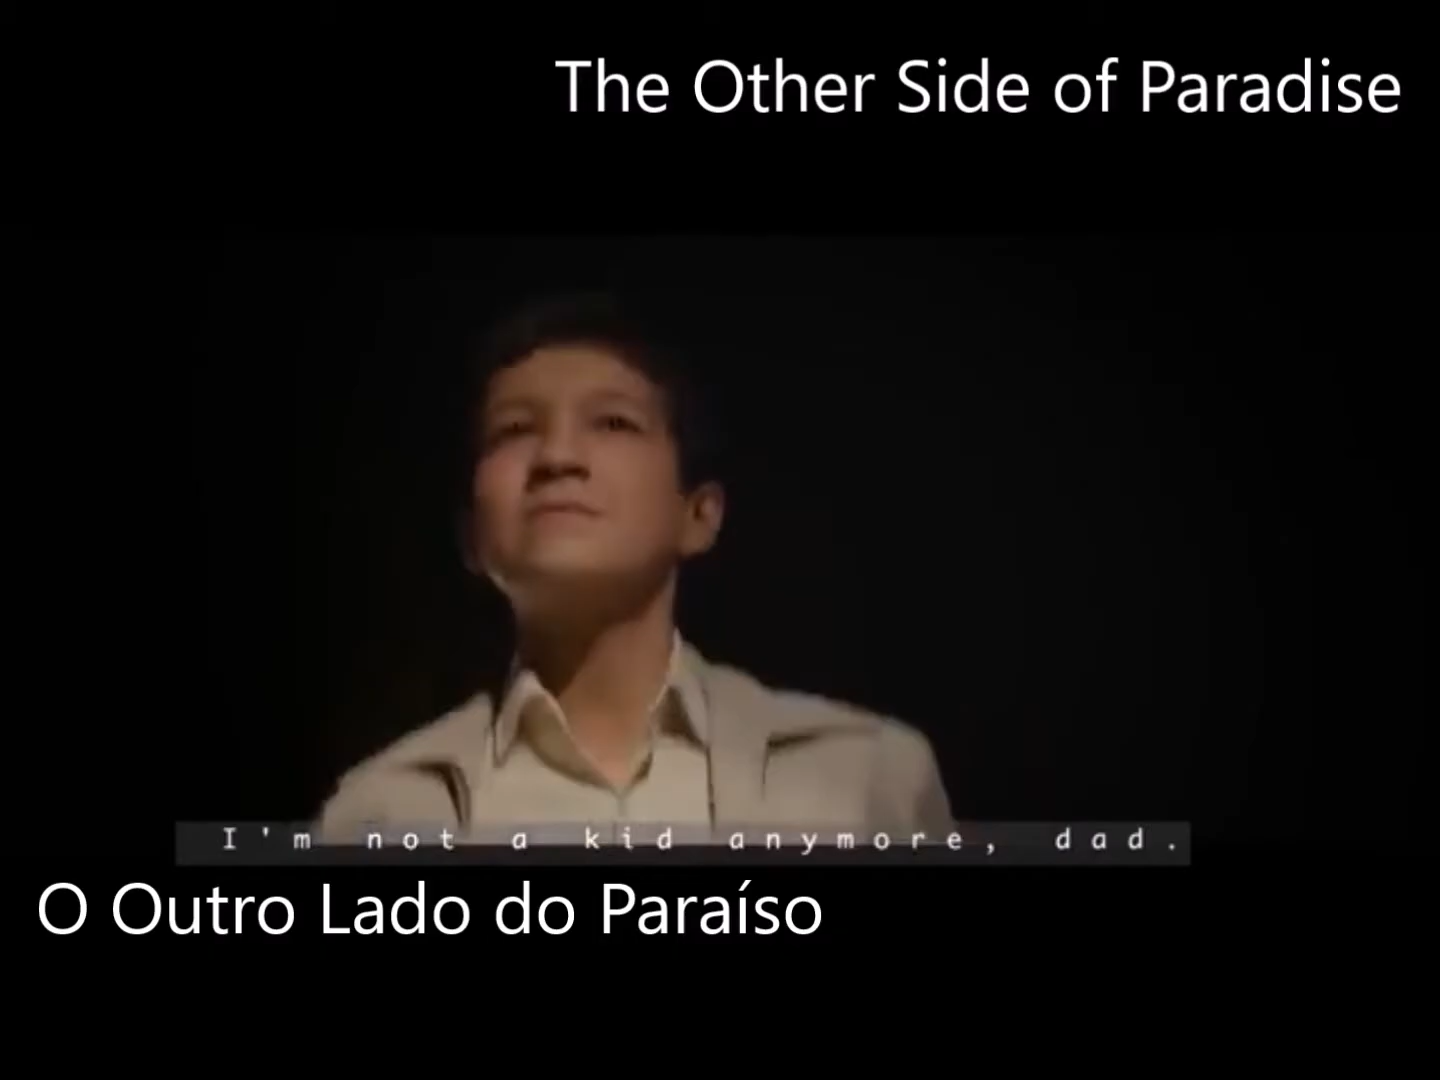 The Other Side of Paradise
I'm not a kid anymore, dad.
O Outro Lado do Paraíso